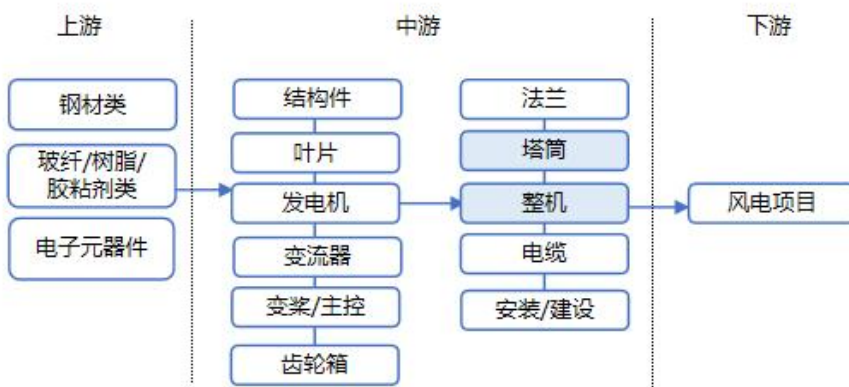 上游
中游
下游
钢材类
玻纤/树脂/
胶粘剂类
电子元器件
结构件
叶片
发电机
变流器
变桨/主控
齿轮箱
法兰
塔筒
整机
电缆
安装/建设
风电项目